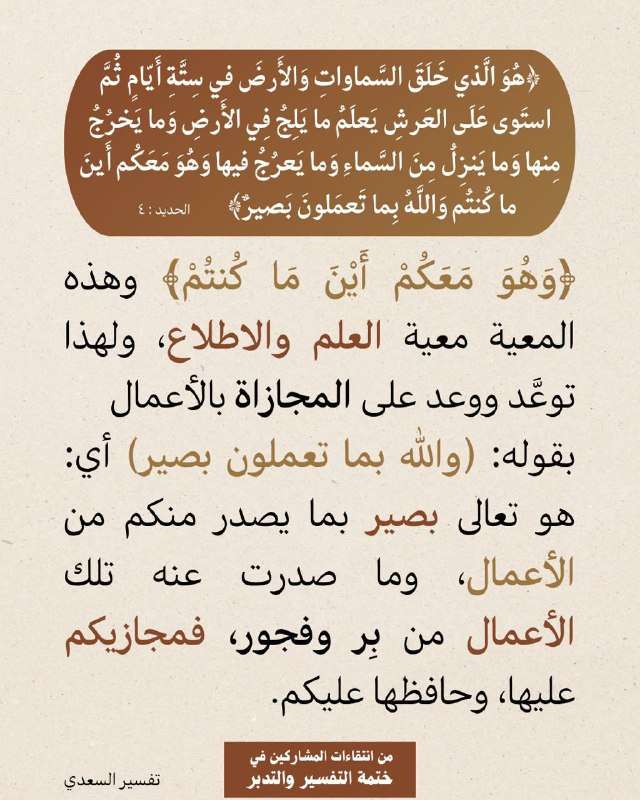 ﴿هُوَ الَّذي خَلَقَ السَّماواتِ وَالأَرضَ في سِتَّةِ أَيّامٍ ثُمَّ
استَوى عَلَى العَرشِ يَعلَمُ ما يَلِجُ فِي الأَرضِ وَما يَخرُجُ
مِنها وَما يَنزِلُ مِنَ السَّماءِ وَما يَعرُجُ فيها وَهُوَ مَعَكُم أَينَ
ما كُنتُم وَاللَّهُ بِما تَعمَلونَ بَصيرٌ﴾ الحديد : ٤
﴿وَهُوَ مَعَكُمْ أَيْنَ مَا كُنتُمْ﴾ وهذه
المعية معية العلم والاطلاع، ولهذا
توعَّد ووعد على المجازاة بالأعمال
بقوله: (والله بما تعملون بصير) أي:
هو تعالى بصير بما يصدر منكم من
الأعمال، وما صدرت عنه تلك
الأعمال من بِر وفجور، فمجازيكم
عليها، وحافظها عليكم.
من انتقاءات المشاركين في
ختمة التفسير والتدبر
تفسير السعدي